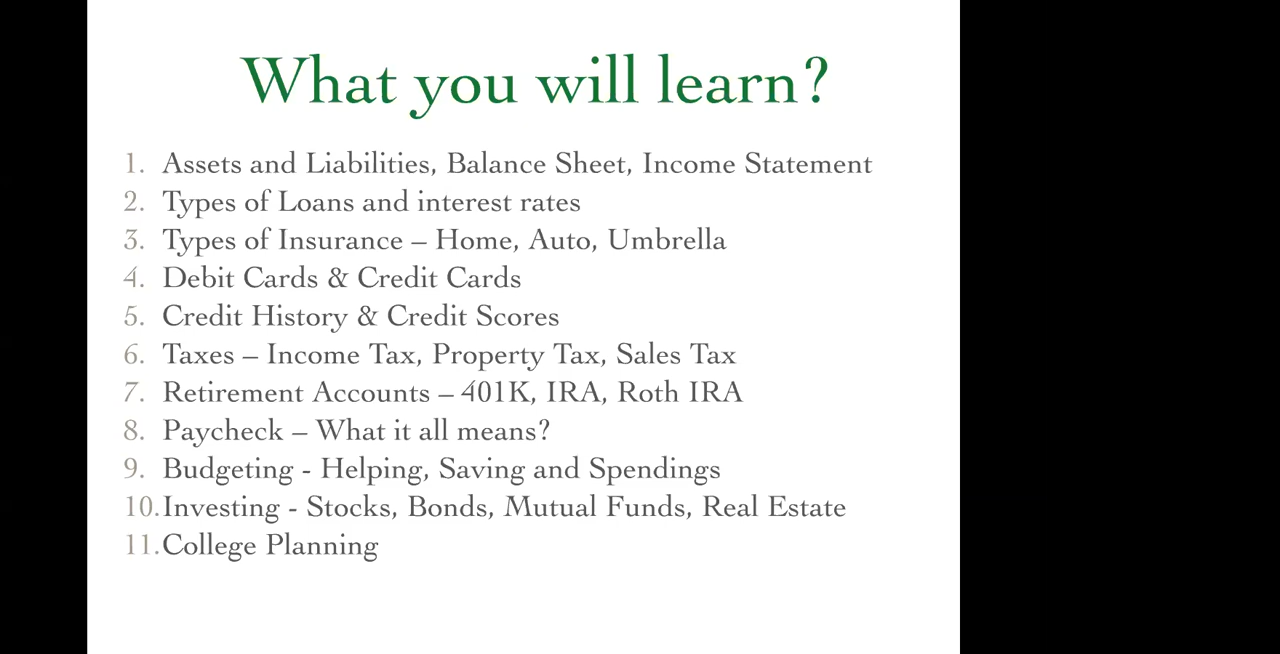 What you will learn?
1. Assets and Liabilities, Balance Sheet, Income Statement
2. Types of Loans and interest rates
3. Types of Insurance – Home, Auto, Umbrella
4. Debit Cards & Credit Cards
5. Credit History & Credit Scores
6. Taxes – Income Tax, Property Tax, Sales Tax
7. Retirement Accounts – 401K, IRA, Roth IRA
8. Paycheck – What it all means?
9. Budgeting - Helping, Saving and Spendings
10. Investing - Stocks, Bonds, Mutual Funds, Real Estate
11. College Planning